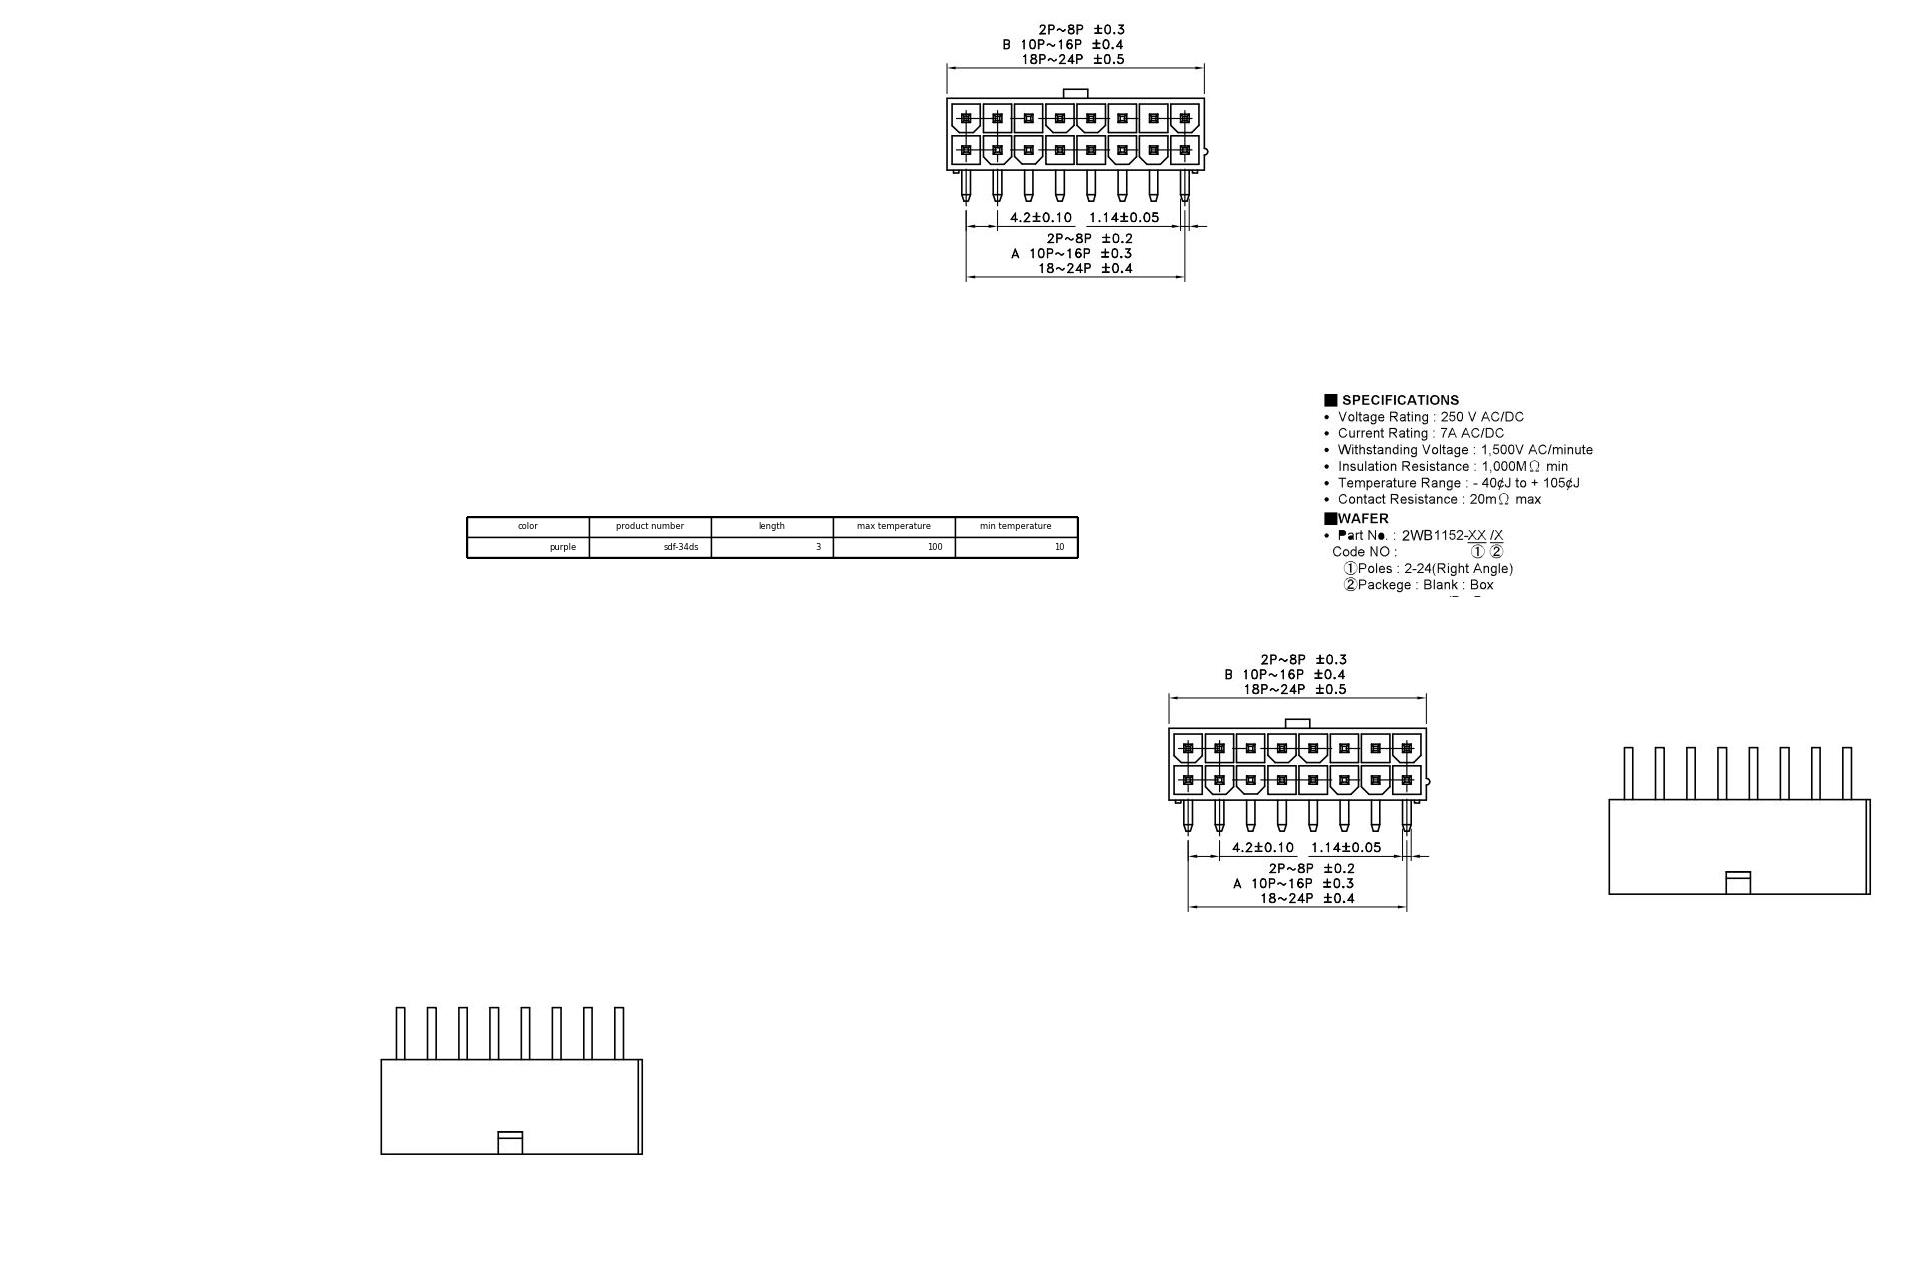 2P~8P ±0.3
B 10P~16P ±0.4
18P~24P ±0.5
4.2±0.10 1.14±0.05
2P~8P ±0.2
A 10P~16P ±0.3
18~24P ±0.4
■ SPECIFICATIONS
• Voltage Rating : 250 V AC/DC
• Current Rating : 7A AC/DC
• Withstanding Voltage : 1,500V AC/minute
• Insulation Resistance : 1,000MΩ min
• Temperature Range : - 40¢J to + 105¢J
• Contact Resistance : 20mΩ max
■WAFER
• Part No. : 2WB1152-XX /X
Code NO : ① ②
①Poles : 2-24(Right Angle)
②Packege : Blank : Box
color product number length max temperature min temperature
purple sdf-34ds 3 100 10
2P~8P ±0.3
B 10P~16P ±0.4
18P~24P ±0.5
4.2±0.10 1.14±0.05
2P~8P ±0.2
A 10P~16P ±0.3
18~24P ±0.4